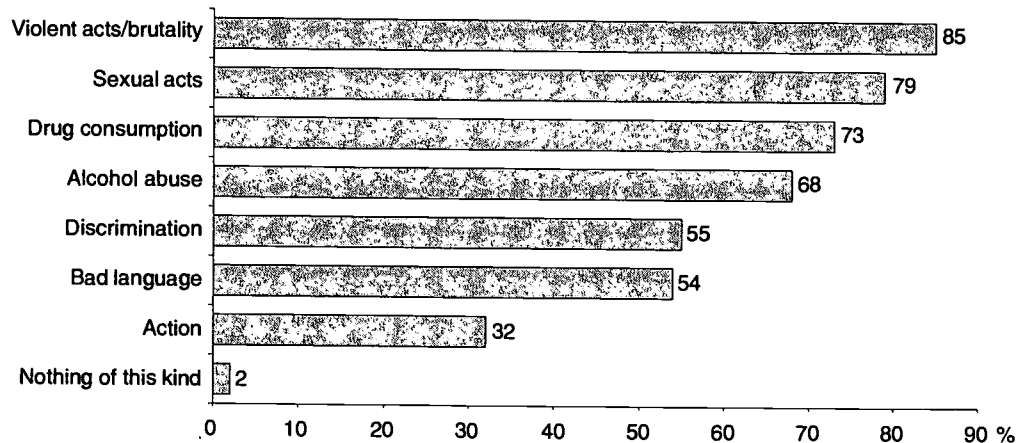 Violent acts/brutality 85
Sexual acts 79
Drug consumption 73
Alcohol abuse 68
Discrimination 55
Bad language 54
Action 32
Nothing of this kind 2
0 10 20 30 40 50 60 70 80 90 %